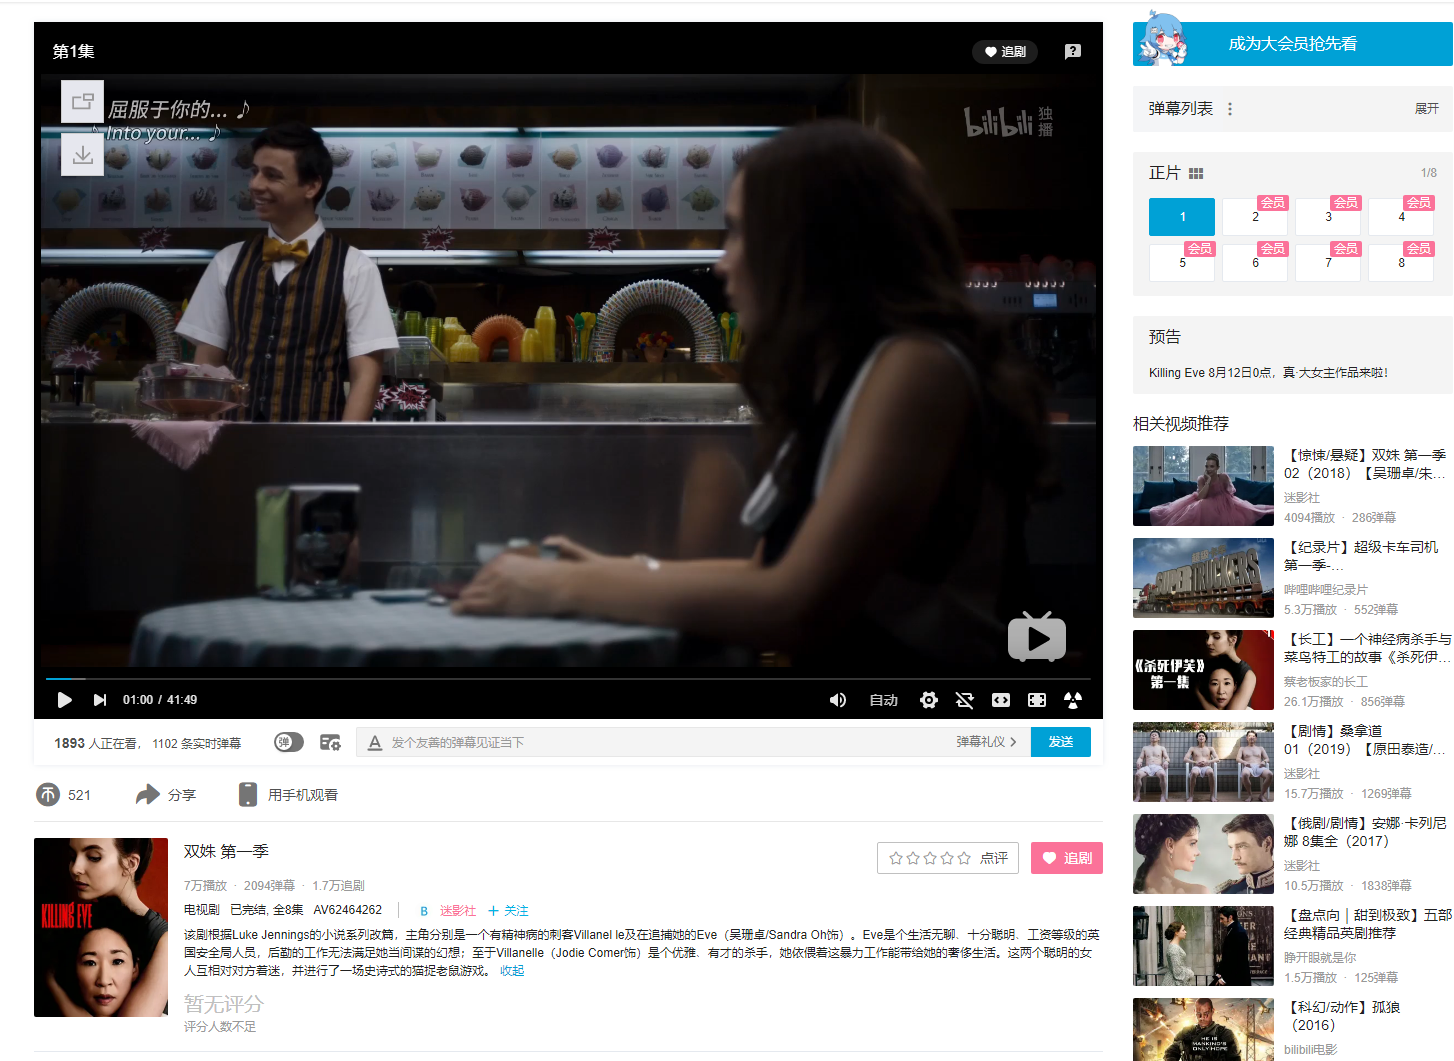 第1集
追剧
屈服于你的... ♪
♪ Into your... ♪
bilibili 独播
01:00 / 41:49
自动
1893 人正在看， 1102 条实时弹幕
弹
发个友善的弹幕见证当下
弹幕礼仪
发送
521
分享
用手机观看
KILLING EVE
双姝 第一季
点评
追剧
7万播放 · 2094弹幕 · 1.7万追剧
电视剧 已完结, 全8集 AV62464262
迷影社
+ 关注
该剧根据Luke Jennings的小说系列改篇，主角分别是一个有精神病的刺客Villanel le及在追捕她的Eve（吴珊卓/Sandra Oh饰）。Eve是个生活无聊、十分聪明、工资等级的英
国安全局人员，后勤的工作无法满足她当间谍的幻想；至于Villanelle（Jodie Comer饰）是个优雅、有才的杀手，她依偎着这暴力工作能带给她的奢侈生活。这两个聪明的女
人互相对对方着迷，并进行了一场史诗式的猫捉老鼠游戏。 收起
暂无评分
评分人数不足
成为大会员抢先看
弹幕列表
展开
正片
1/8
1
2 会员
3 会员
4 会员
5 会员
6 会员
7 会员
8 会员
预告
Killing Eve 8月12日0点，真·大女主作品来啦！
相关视频推荐
【惊悚/悬疑】双姝 第一季
02（2018）【吴珊卓/朱...
迷影社
4094播放 · 286弹幕
SUPERTRUCKERS
【纪录片】超级卡车司机
第一季-...
哔哩哔哩纪录片
5.3万播放 · 552弹幕
《杀死伊芙》
第一集
【长工】一个神经病杀手与
菜鸟特工的故事《杀死伊...
蔡老板家的长工
26.1万播放 · 856弹幕
【剧情】桑拿道
01（2019）【原田泰造/...
迷影社
15.7万播放 · 1269弹幕
【俄剧/剧情】安娜·卡列尼
娜 8集全（2017）
迷影社
10.5万播放 · 1838弹幕
【盘点向｜甜到极致】五部
经典精品英剧推荐
睁开眼就是你
1.5万播放 · 125弹幕
HE IS
MANKIND'S
ONLY HOPE
【科幻/动作】孤狼
（2016）
bilibili电影